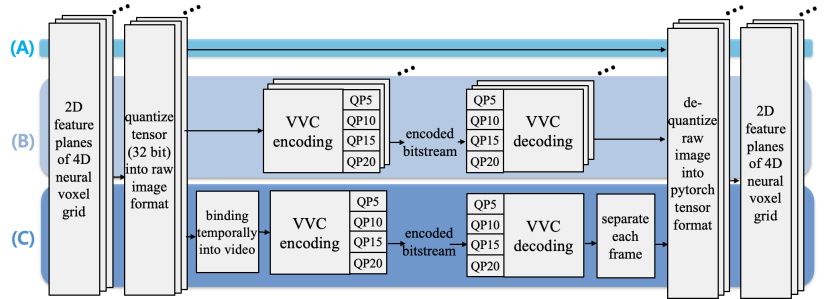 (A)
(B)
(C)
2D
feature
planes
of 4D
neural
voxel
grid
quantize
tensor
(32 bit)
into raw
image
format
VVC
encoding
QP5
QP10
QP15
QP20
encoded
bitstream
QP5
QP10
QP15
QP20
VVC
decoding
binding
temporally
into video
VVC
encoding
QP5
QP10
QP15
QP20
encoded
bitstream
QP5
QP10
QP15
QP20
VVC
decoding
separate
each
frame
de-
quantize
raw
image
into
pytorch
tensor
format
2D
feature
planes
of 4D
neural
voxel
grid